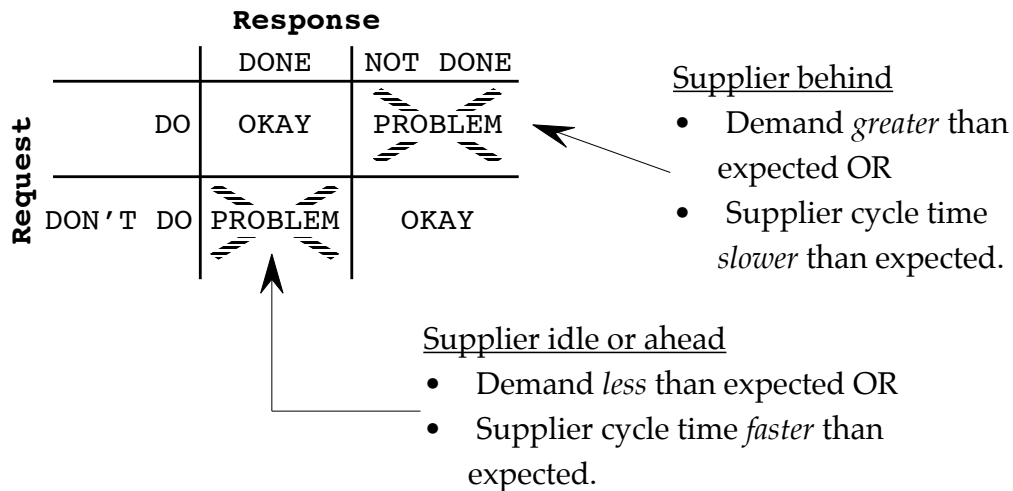 Response
DONE NOT DONE
Request
DO OKAY PROBLEM
DON'T DO PROBLEM OKAY
Supplier behind
• Demand greater than
expected OR
• Supplier cycle time
slower than expected.
Supplier idle or ahead
• Demand less than expected OR
• Supplier cycle time faster than
expected.